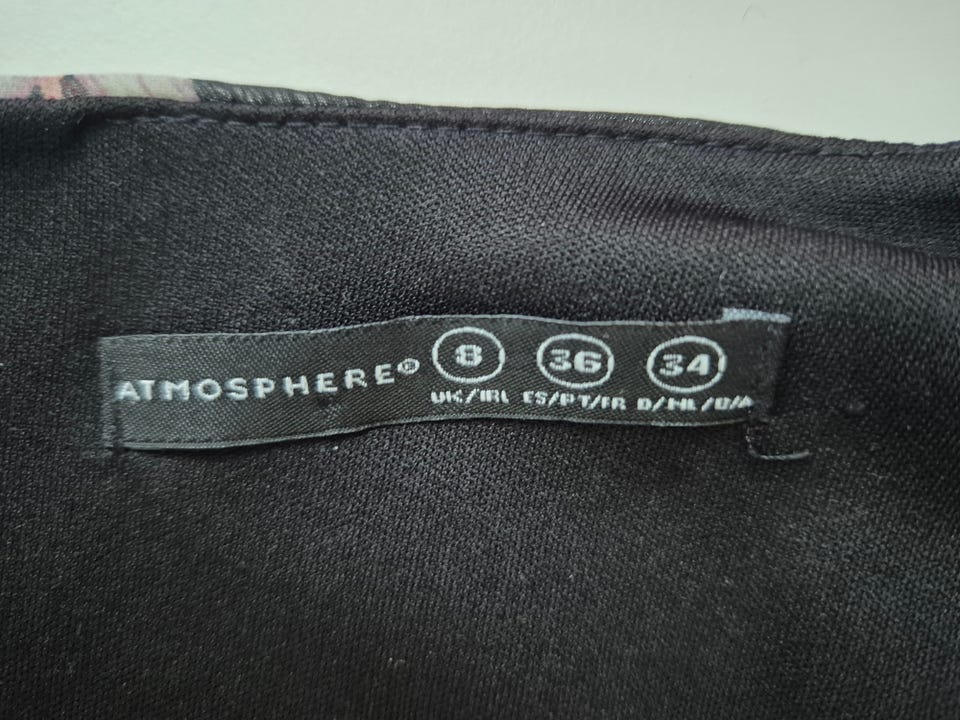 ATMOSPHERE® 8 36 34
UK/IRL ES/PT/FR D/NL/B/A